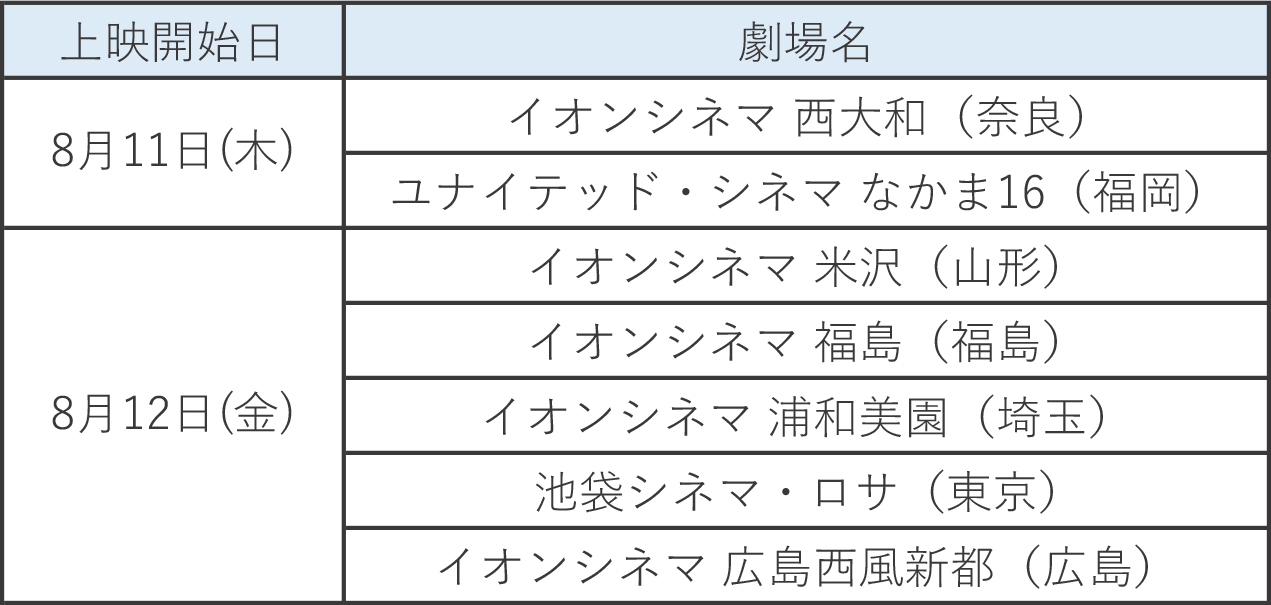 上映開始日
劇場名
8月11日(木)
イオンシネマ 西大和（奈良）
ユナイテッド・シネマ なかま16（福岡）
8月12日(金)
イオンシネマ 米沢（山形）
イオンシネマ 福島（福島）
イオンシネマ 浦和美園（埼玉）
池袋シネマ・ロサ（東京）
イオンシネマ 広島西風新都（広島）